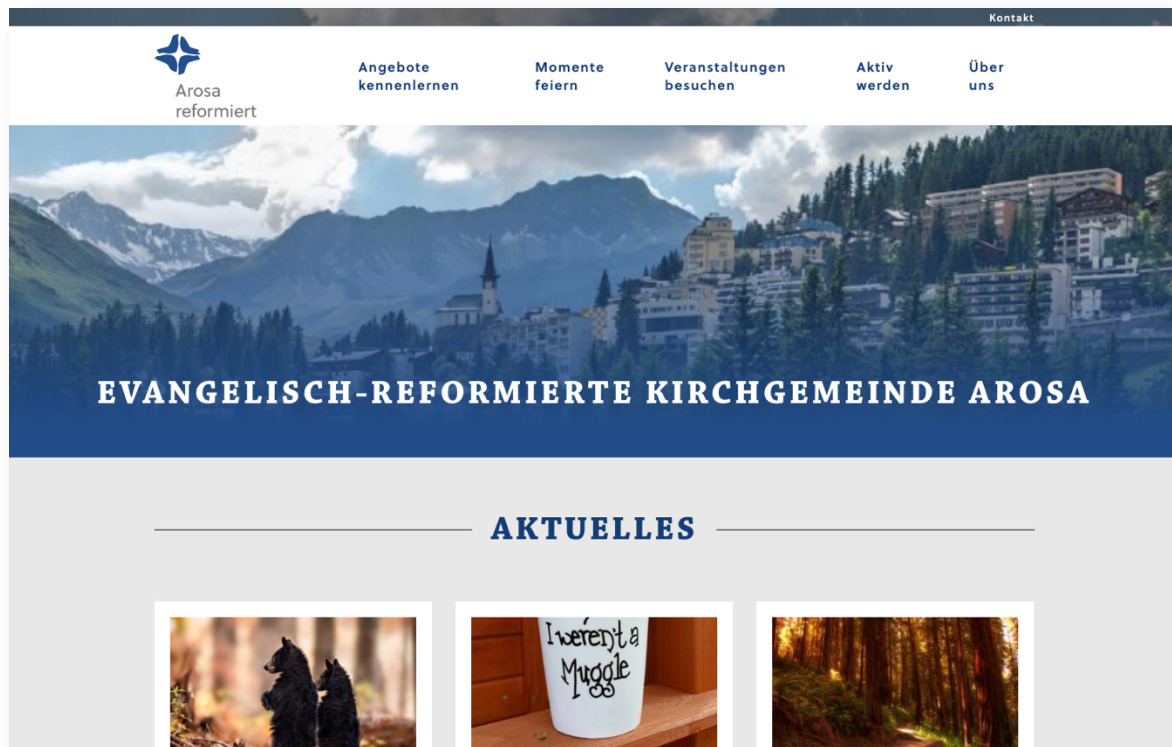 Kontakt
Arosa
reformiert
Angebote
kennenlernen
Momente
feiern
Veranstaltungen
besuchen
Aktiv
werden
Über
uns
EVANGELISCH-REFORMIERTE KIRCHGEMEINDE AROSA
AKTUELLES
I weren't a
Muggle